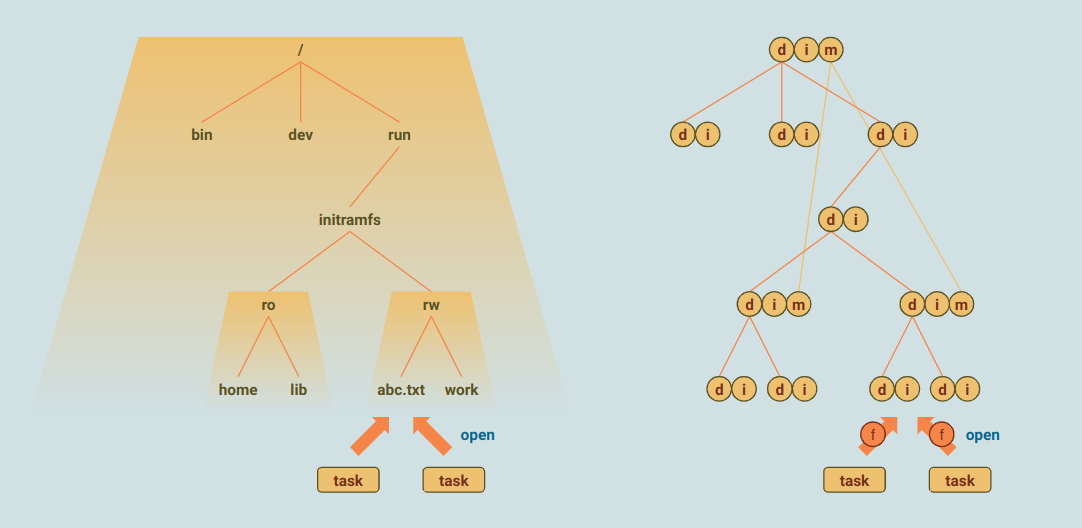 /
bin dev run
initramfs
ro rw
home lib abc.txt work
open
task task
d i m
d i d i d i
d i
d i m d i m
d i d i d i d i
f f open
task task